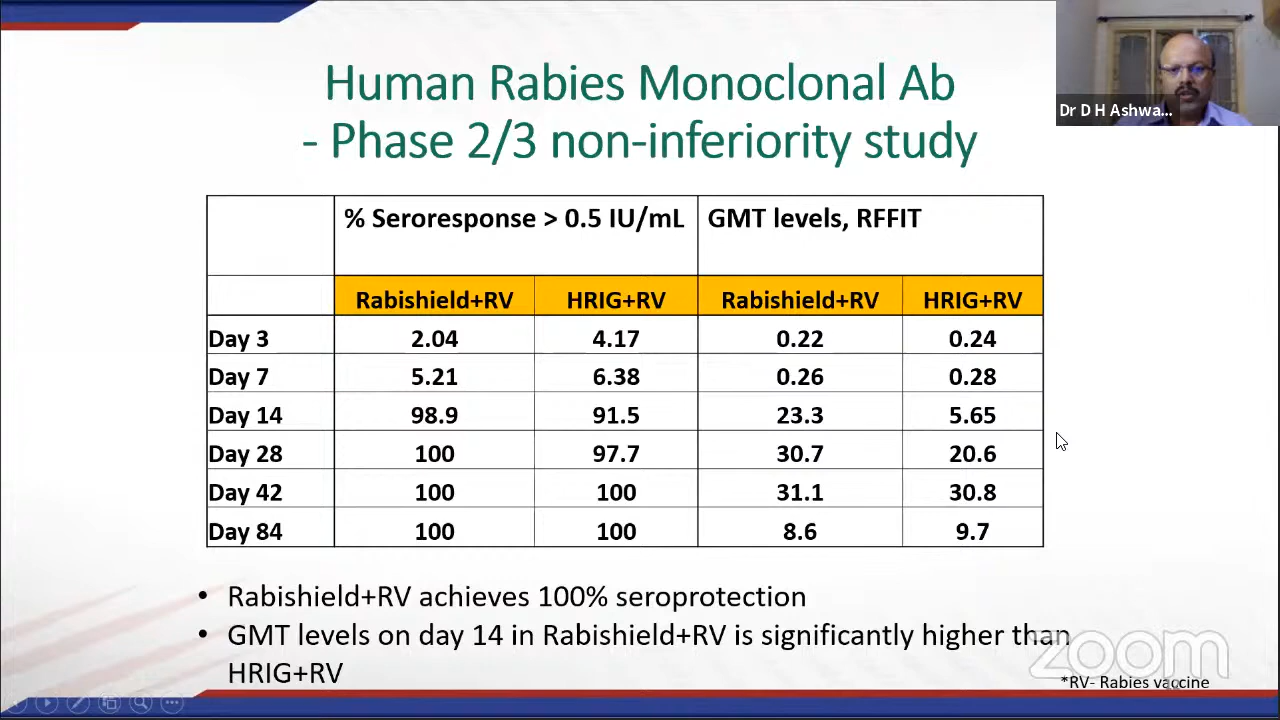 Human Rabies Monoclonal Ab
- Phase 2/3 non-inferiority study
Dr D H Ashwa...
% Seroresponse > 0.5 IU/mL GMT levels, RFFIT
Rabishield+RV HRIG+RV Rabishield+RV HRIG+RV
Day 3 2.04 4.17 0.22 0.24
Day 7 5.21 6.38 0.26 0.28
Day 14 98.9 91.5 23.3 5.65
Day 28 100 97.7 30.7 20.6
Day 42 100 100 31.1 30.8
Day 84 100 100 8.6 9.7
• Rabishield+RV achieves 100% seroprotection
• GMT levels on day 14 in Rabishield+RV is significantly higher than
HRIG+RV
zoom
*RV- Rabies vaccine